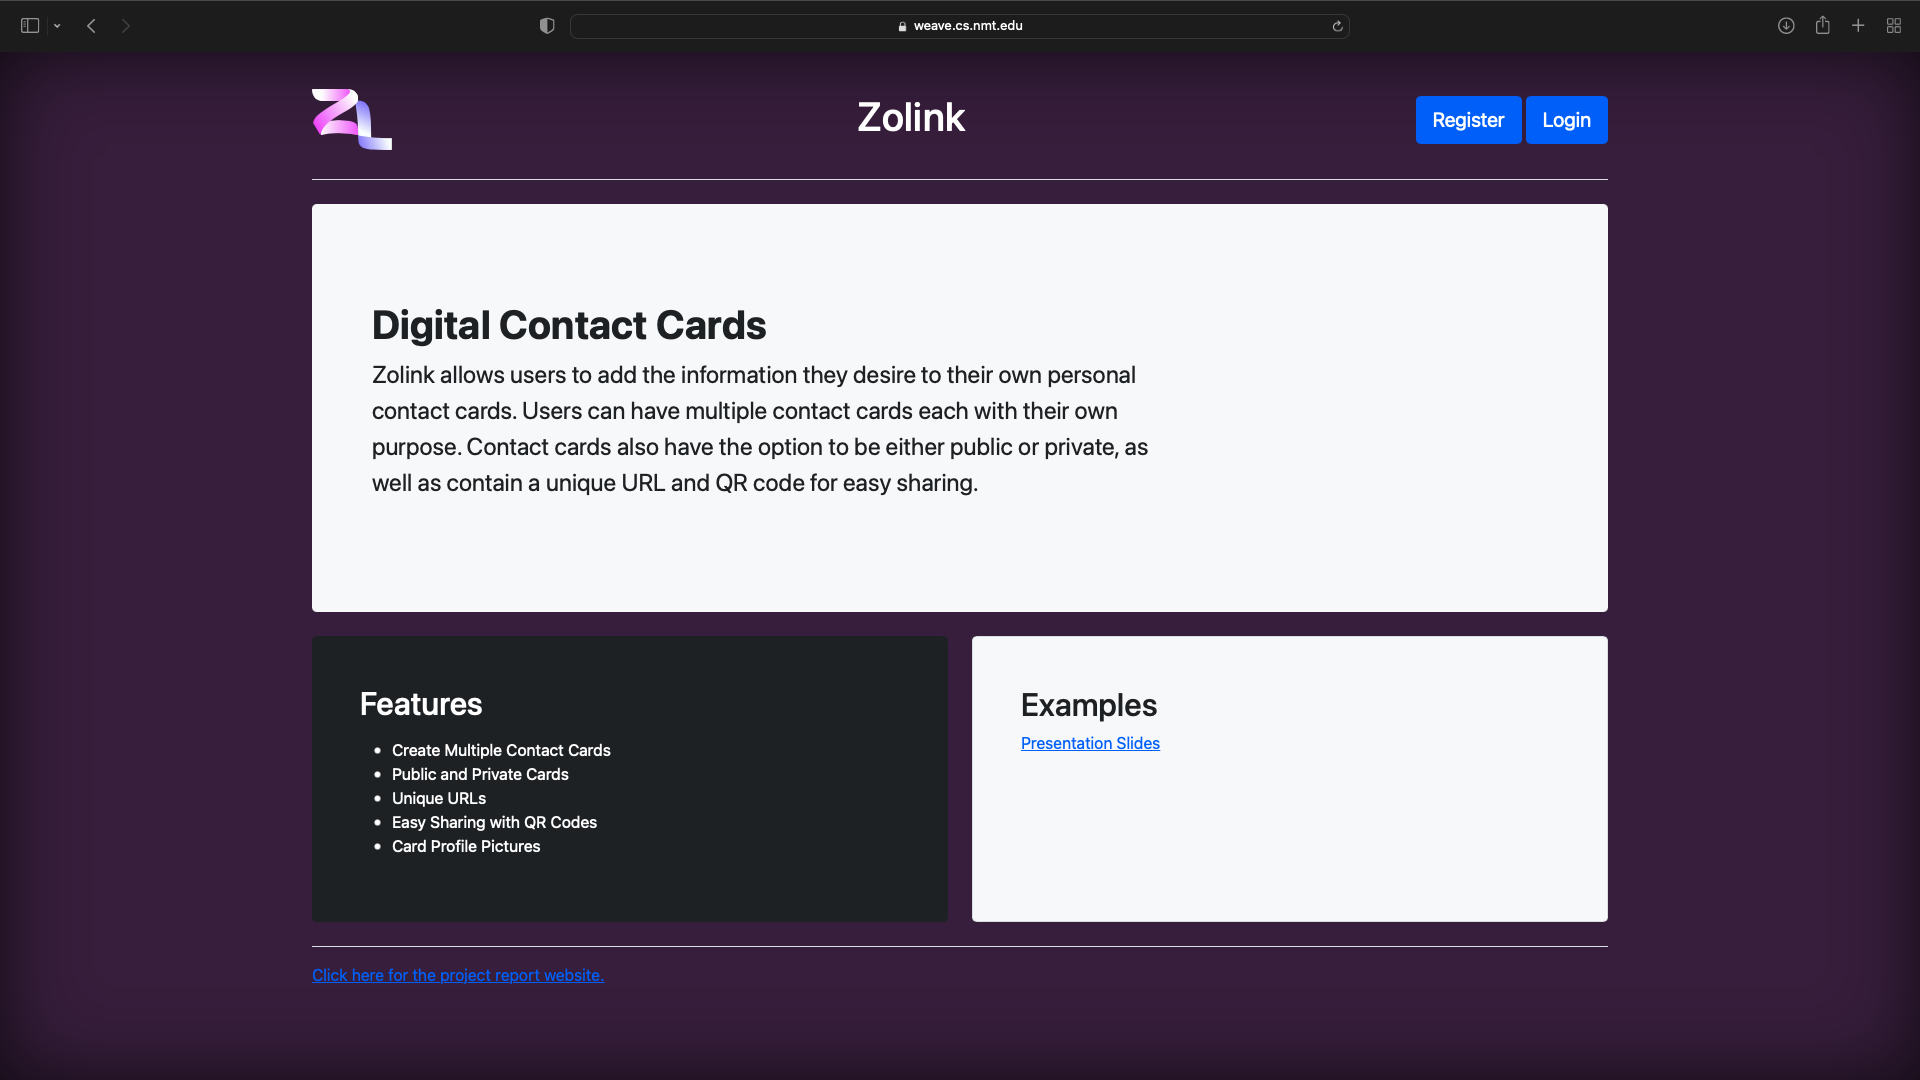 weave.cs.nmt.edu
ZL
Zolink
Register
Login
Digital Contact Cards
Zolink allows users to add the information they desire to their own personal
contact cards. Users can have multiple contact cards each with their own
purpose. Contact cards also have the option to be either public or private, as
well as contain a unique URL and QR code for easy sharing.
Features
Create Multiple Contact Cards
Public and Private Cards
Unique URLs
Easy Sharing with QR Codes
Card Profile Pictures
Examples
Presentation Slides
Click here for the project report website.